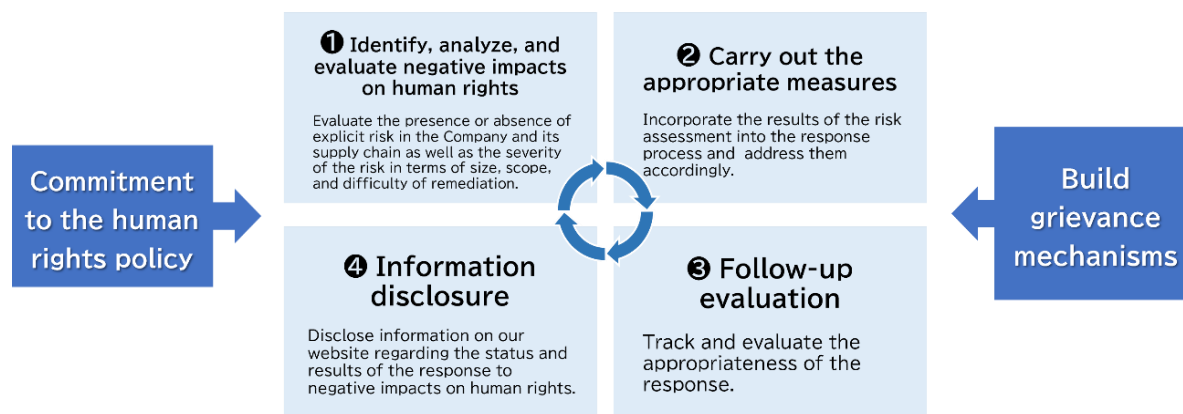 Commitment
to the human
rights policy
❶ Identify, analyze, and
evaluate negative impacts
on human rights
Evaluate the presence or absence of
explicit risk in the Company and its
supply chain as well as the severity
of the risk in terms of size, scope,
and difficulty of remediation.
❷ Carry out the
appropriate measures
Incorporate the results of the risk
assessment into the response
process and address them
accordingly.
❸ Follow-up
evaluation
Track and evaluate the
appropriateness of the
response.
❹ Information
disclosure
Disclose information on our
website regarding the status and
results of the response to
negative impacts on human rights.
Build
grievance
mechanisms